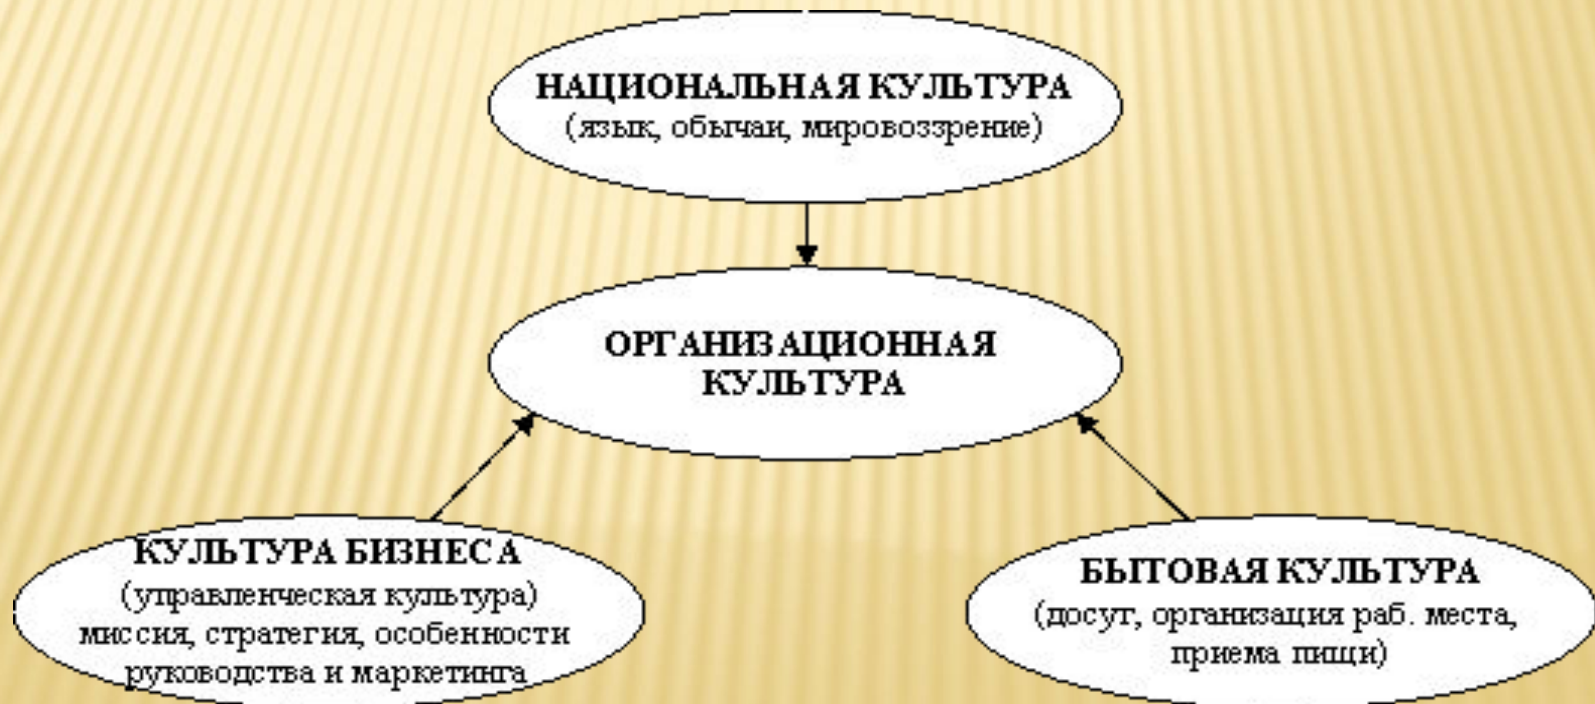 НАЦИОНАЛЬНАЯ КУЛЬТУРА
(язык, обычаи, мировоззрение)
ОРГАНИЗАЦИОННАЯ
КУЛЬТУРА
КУЛЬТУРА БИЗНЕСА
(управленческая культура)
миссия, стратегия, особенности
руководства и маркетинга
БЫТОВАЯ КУЛЬТУРА
(досуг, организация раб. места,
приема пищи)